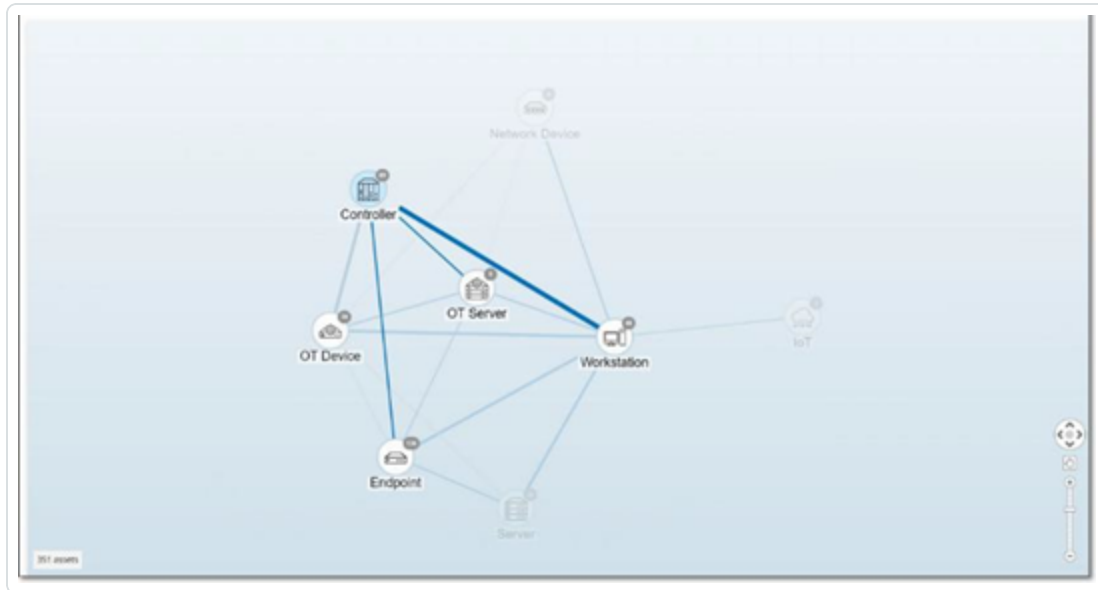 Network Device
Controller
OT Server
OT Device
Workstation
IoT
Endpoint
Server
351 assets